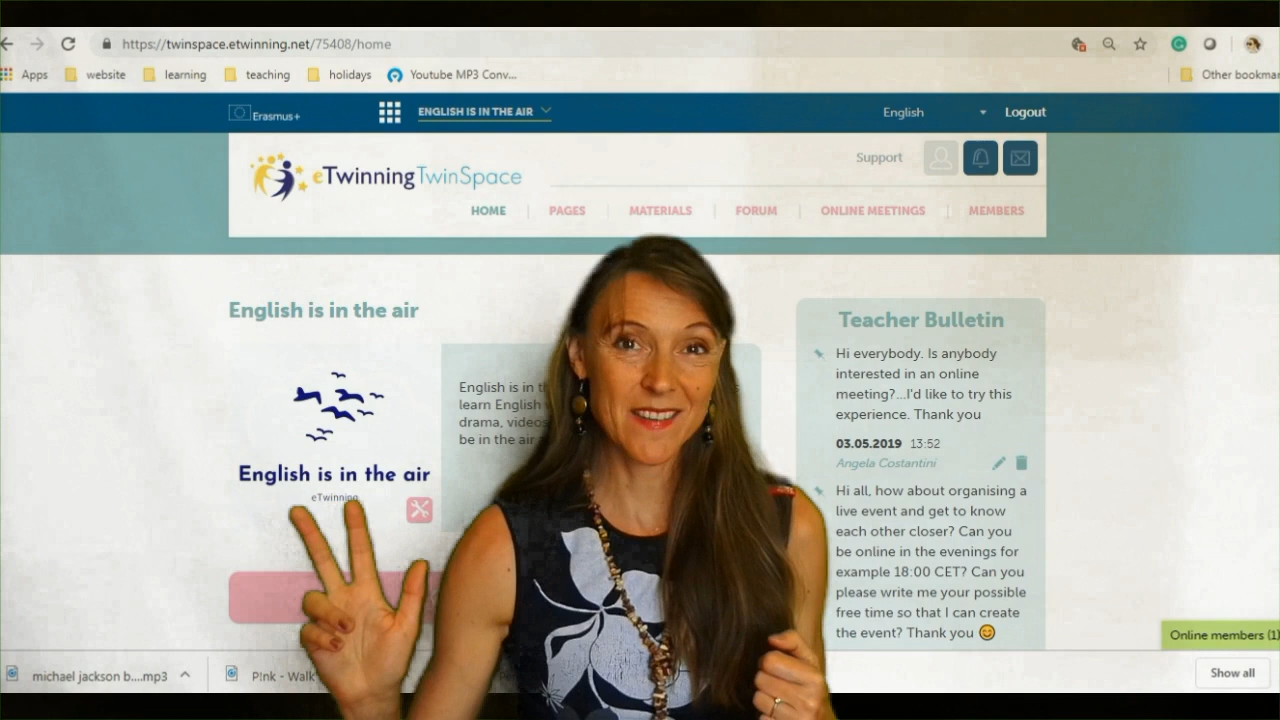 https://twinspace.etwinning.net/75408/home
Apps website learning teaching holidays Youtube MP3 Conv... Other bookmar
Erasmus+ ENGLISH IS IN THE AIR English Logout
eTwinningTwinSpace
Support
HOME PAGES MATERIALS FORUM ONLINE MEETINGS MEMBERS
English is in the air
English is in the air
eTwinning
English is in t
learn English
drama, videos
be in the air
Teacher Bulletin
Hi everybody. Is anybody
interested in an online
meeting?...I'd like to try this
experience. Thank you
03.05.2019 13:52
Angela Costantini
Hi all, how about organising a
live event and get to know
each other closer? Can you
be online in the evenings for
example 18:00 CET? Can you
please write me your possible
free time so that I can create
the event? Thank you 😊
Online members (1)
michael jackson b....mp3 P!nk - Walk Show all